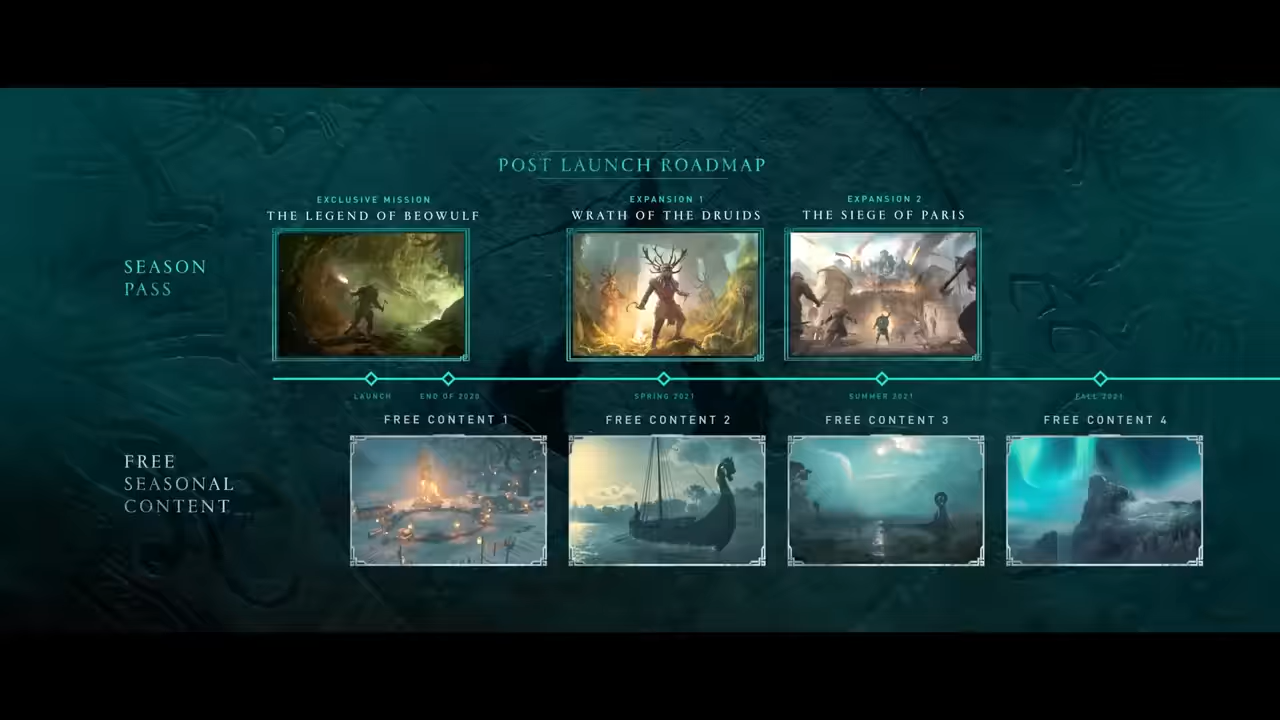 POST LAUNCH ROADMAP
EXCLUSIVE MISSION
THE LEGEND OF BEOWULF
EXPANSION 1
WRATH OF THE DRUIDS
EXPANSION 2
THE SIEGE OF PARIS
SEASON
PASS
LAUNCH
END OF 2020
SPRING 2021
SUMMER 2021
FALL 2021
FREE CONTENT 1
FREE CONTENT 2
FREE CONTENT 3
FREE CONTENT 4
FREE
SEASONAL
CONTENT